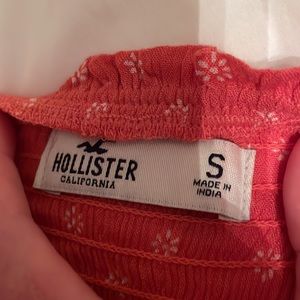 HOLLISTER
CALIFORNIA
S
MADE IN
INDIA